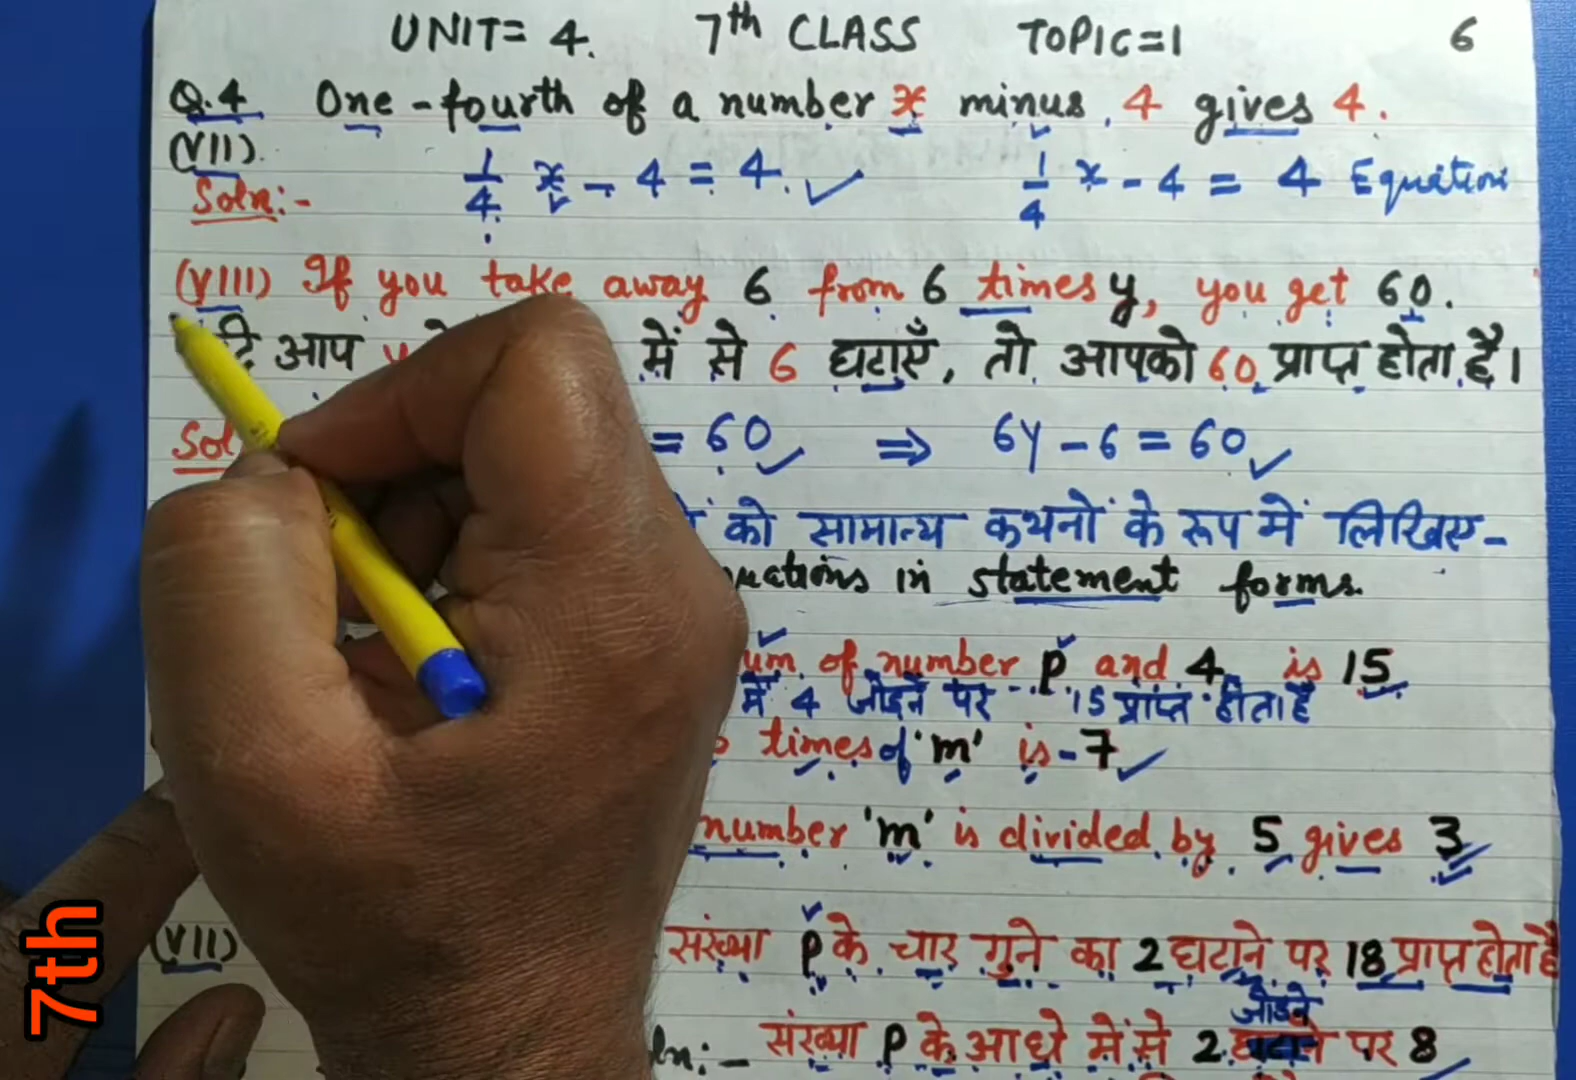 UNIT= 4. 7th CLASS TOPIC=1 6
Q.4 One-fourth of a number x minus 4 gives 4.
(VII).
Soln:- 1/4 x - 4 = 4. ✓ 1/4 x - 4 = 4 Equation
(VIII) If you take away 6 from 6 times y, you get 60.
आप में से 6 घटाएँ, तो आपको 60 प्राप्त होता है।
= 60 ✓ ⇒ 6y - 6 = 60 ✓
को सामान्य कथनों के रूप में लिखिए-
in statement forms.
of number p and 4 is 15
में 4 जोड़ने पर 15 प्राप्त होता है
times of 'm' is -7 ✓
number 'm' is divided by 5 gives 3
(VII) संख्या p के चार गुने का 2 घटाने पर 18 प्राप्त होता है
जोड़ने
संख्या p के आधे में से 2 पर 8
7th